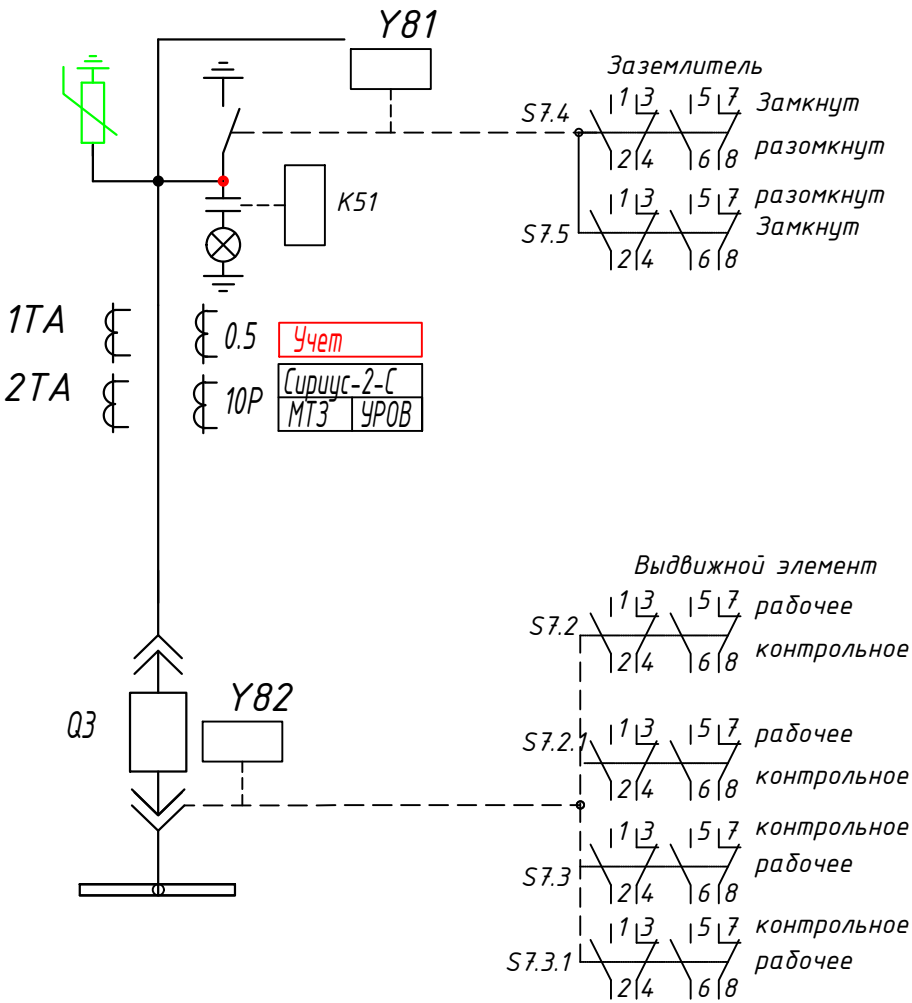 Y81
Заземлитель
S7.4
1 3 5 7 Замкнут
2 4 6 8 разомкнут
K51
1 3 5 7 разомкнут
S7.5 Замкнут
2 4 6 8
1ТА 0.5 Учет
2ТА 10Р Сириус-2-С
МТЗ УРОВ
Выдвижной элемент
S7.2 1 3 5 7 рабочее
2 4 6 8 контрольное
Q3 Y82
S7.2.1 1 3 5 7 рабочее
2 4 6 8 контрольное
1 3 5 7 контрольное
S7.3 2 4 6 8 рабочее
1 3 5 7 контрольное
S7.3.1 2 4 6 8 рабочее